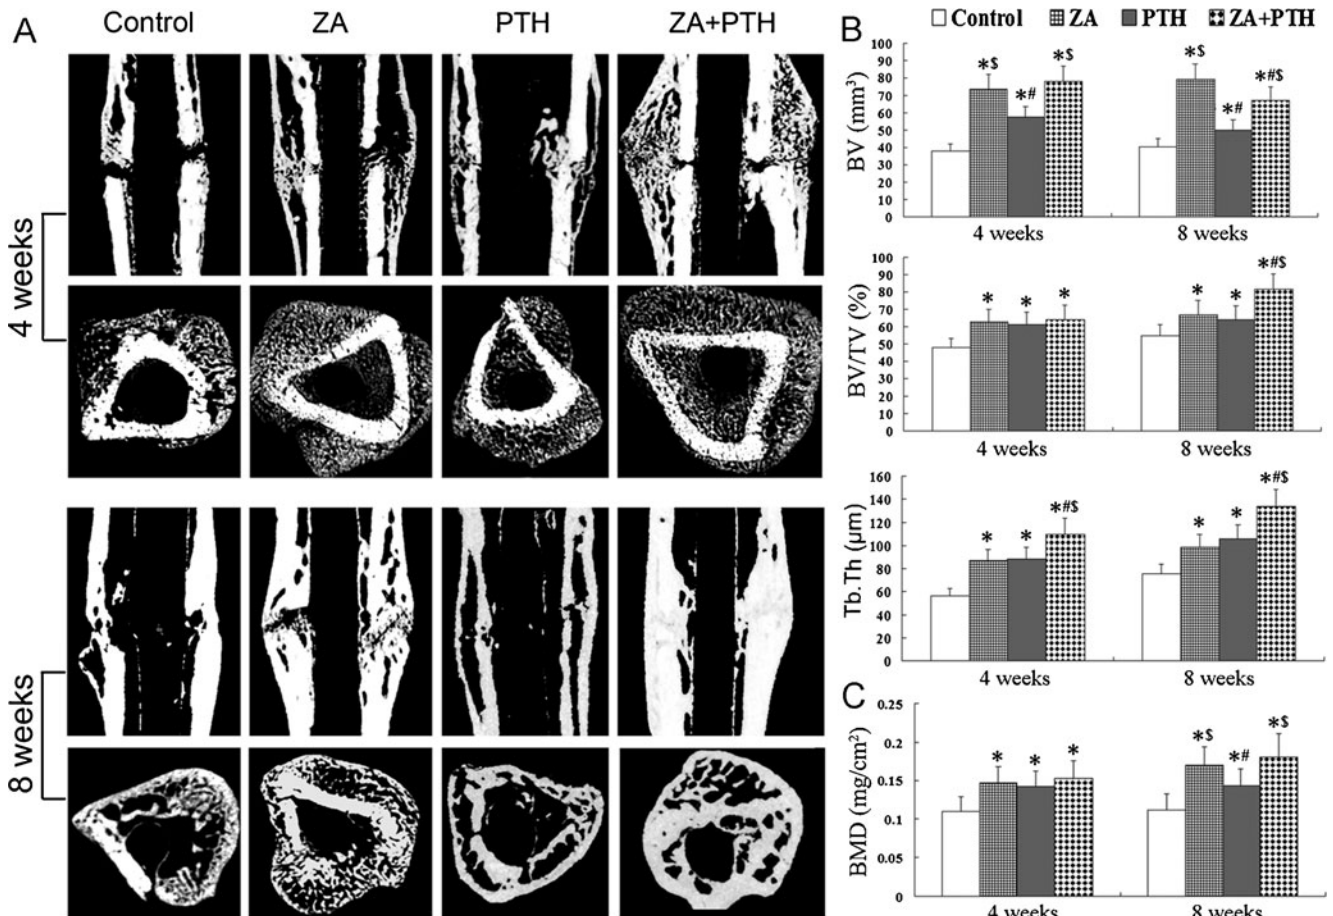 A
Control
ZA
PTH
ZA+PTH
4 weeks
8 weeks
B
Control
ZA
PTH
ZA+PTH
BV (mm³)
100
90
80
70
60
50
40
30
20
10
0
*$
*#
*$
*$
*#
*#$
4 weeks
8 weeks
BV/TV (%)
100
90
80
70
60
50
40
30
20
10
0
*
*
*
*
*
*#$
4 weeks
8 weeks
Tb.Th (μm)
160
140
120
100
80
60
40
20
0
*
*
*#$
*
*
*#$
4 weeks
8 weeks
C
BMD (mg/cm²)
0.25
0.2
0.15
0.1
0.05
0
*
*
*
*$
*#
*$
4 weeks
8 weeks